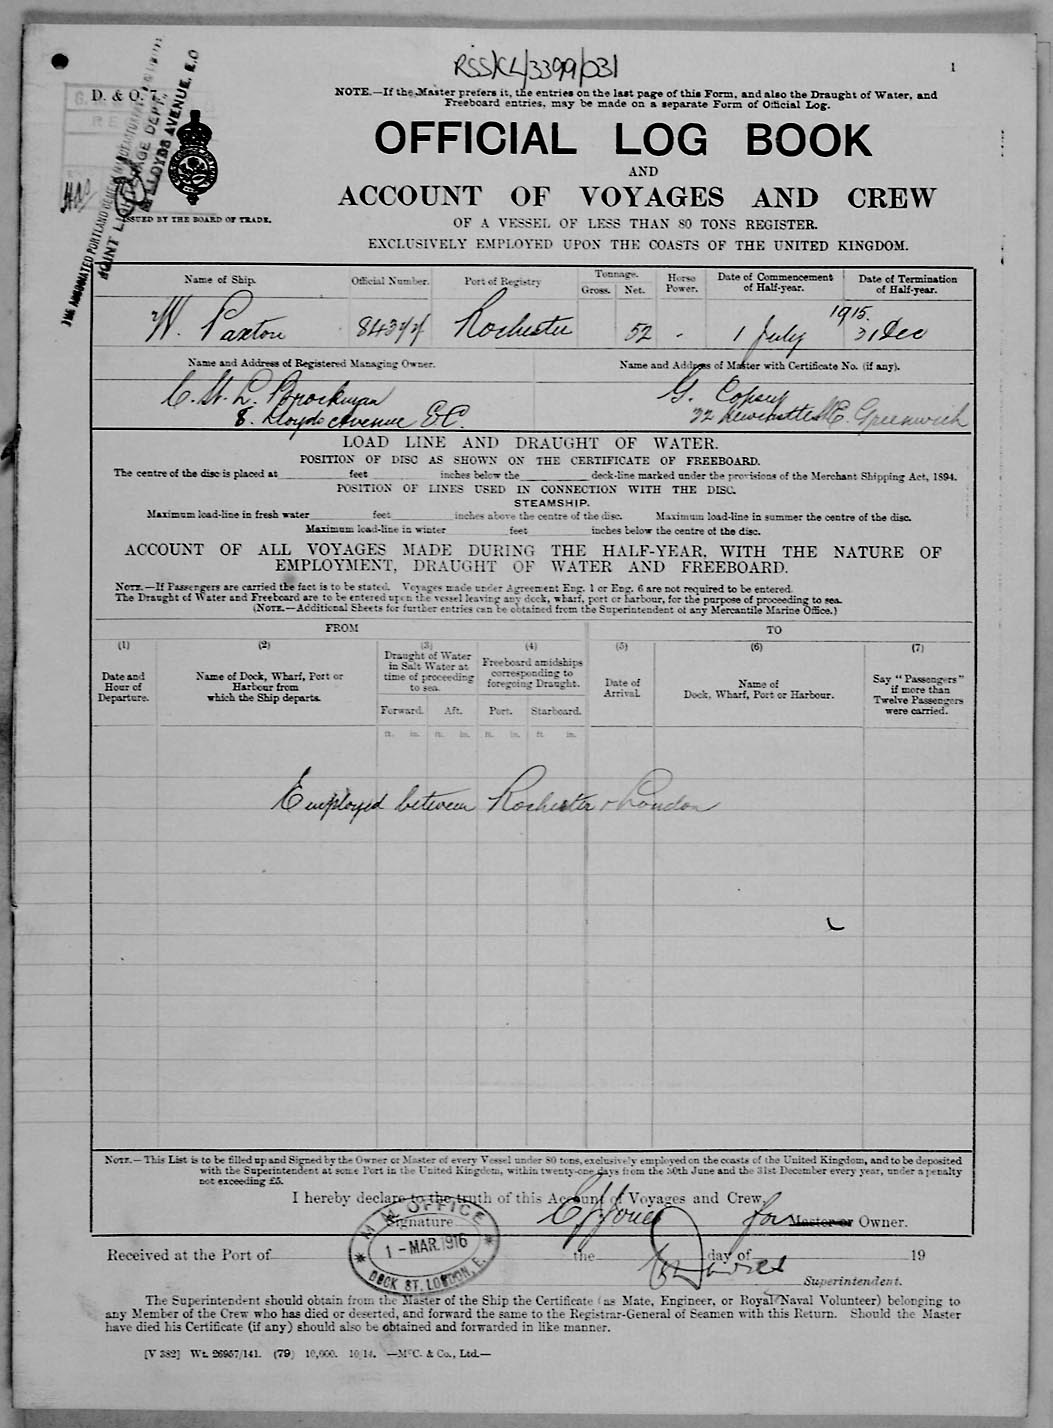 RSS/CL/3399/031
1
D. & O. 7.
NOTE.—If the Master prefers it, the entries on the last page of this Form, and also the Draught of Water, and
Freeboard entries, may be made on a separate Form of Official Log.
THE ASSOCIATED PORTLAND CEMENT
LLOYDS AVENUE, E.C
ISSUED BY THE BOARD OF TRADE.
OFFICIAL LOG BOOK
AND
ACCOUNT OF VOYAGES AND CREW
OF A VESSEL OF LESS THAN 80 TONS REGISTER.
EXCLUSIVELY EMPLOYED UPON THE COASTS OF THE UNITED KINGDOM.
Name of Ship. Official Number. Port of Registry Tonnage. Gross. Net. Horse Power. Date of Commencement of Half-year. Date of Termination of Half-year.
1915.
W. Paxton Rochester 52 - 1 July 31 Dec
Name and Address of Registered Managing Owner. Name and Address of Master with Certificate No. (if any).
Brockman G. Copsey
8. Lloyds Avenue E.C. E. Greenwich
LOAD LINE AND DRAUGHT OF WATER.
POSITION OF DISC AS SHOWN ON THE CERTIFICATE OF FREEBOARD.
The centre of the disc is placed at feet inches below the deck-line marked under the provisions of the Merchant Shipping Act, 1894.
POSITION OF LINES USED IN CONNECTION WITH THE DISC.
STEAMSHIP.
Maximum load-line in fresh water feet inches above the centre of the disc. Maximum load-line in summer the centre of the disc.
Maximum load-line in winter feet inches below the centre of the disc.
ACCOUNT OF ALL VOYAGES MADE DURING THE HALF-YEAR, WITH THE NATURE OF
EMPLOYMENT, DRAUGHT OF WATER AND FREEBOARD.
NOTE.—If Passengers are carried the fact is to be stated. Voyages made under Agreement Eng. 1 or Eng. 6 are not required to be entered.
The Draught of Water and Freeboard are to be entered upon the vessel leaving any dock, wharf, port or harbour, for the purpose of proceeding to sea.
(NOTE.—Additional Sheets for further entries can be obtained from the Superintendent of any Mercantile Marine Office.)
FROM TO
(1) (2) (3) (4) (5) (6) (7)
Date and Hour of Departure.
Name of Dock, Wharf, Port or Harbour from which the Ship departs.
Draught of Water in Salt Water at time of proceeding to sea.
Freeboard amidships corresponding to foregoing Draught.
Date of Arrival.
Name of Dock, Wharf, Port or Harbour.
Say "Passengers" if more than Twelve Passengers were carried.
Forward. Aft. Port. Starboard.
ft. in. ft. in. ft. in. ft. in.
Employed between Rochester & London
NOTE.—This List is to be filled up and Signed by the Owner or Master of every Vessel under 80 tons, exclusively employed on the coasts of the United Kingdom, and to be deposited
with the Superintendent at some Port in the United Kingdom, within twenty-one days from the 30th June and the 31st December every year, under a penalty
not exceeding £5.
I hereby declare to the truth of this Account of Voyages and Crew,
Signature for Master or Owner.
M. M. OFFICE
1 - MAR. 1916
DOCK ST. LONDON, E.
Received at the Port of the day of 19
Superintendent.
The Superintendent should obtain from the Master of the Ship the Certificate (as Mate, Engineer, or Royal Naval Volunteer) belonging to
any Member of the Crew who has died or deserted, and forward the same to the Registrar-General of Seamen with this Return. Should the Master
have died his Certificate (if any) should also be obtained and forwarded in like manner.
[V 382] Wt. 26957/141. (79) 10,000. 10/14. —McC. & Co., Ltd.—